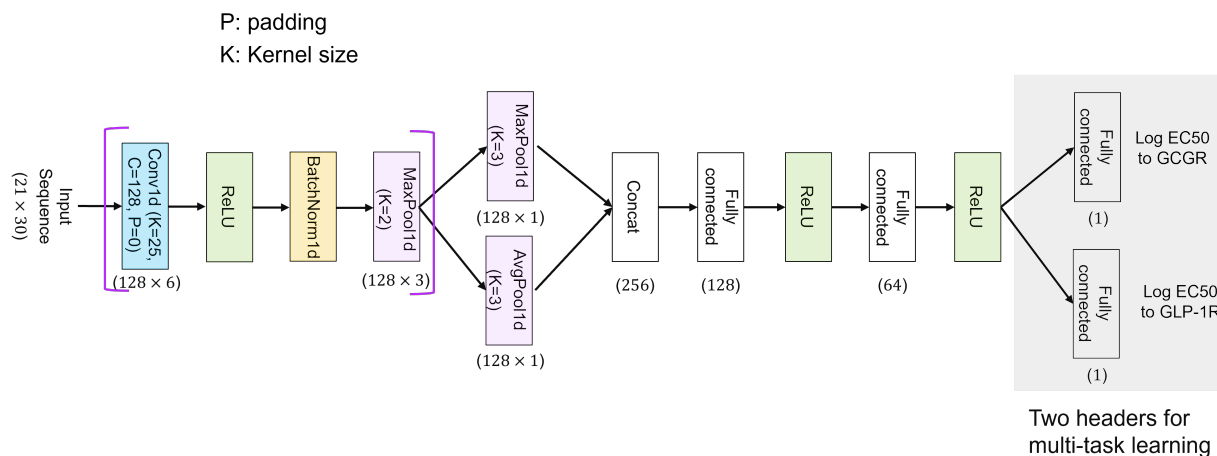 P: padding
K: Kernel size
Input
Sequence
(21 × 30)
Conv1d (K=25,
C=128, P=0)
(128 × 6)
ReLU
BatchNorm1d
MaxPool1d
(K=2)
(128 × 3)
MaxPool1d
(K=3)
(128 × 1)
AvgPool1d
(K=3)
(128 × 1)
Concat
(256)
Fully
connected
(128)
ReLU
Fully
connected
(64)
ReLU
Fully
connected
(1)
Log EC50
to GCGR
Fully
connected
(1)
Log EC50
to GLP-1R
Two headers for
multi-task learning